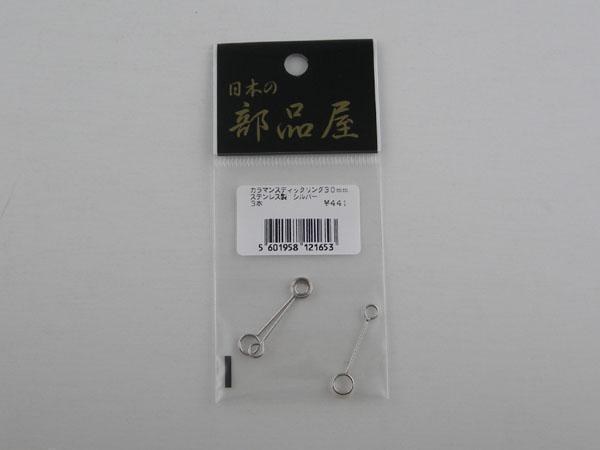 日本の
部品屋
カラマンスティックリング30mm
ステンレス製：シルバー
3本 ¥441
5 601958 121653